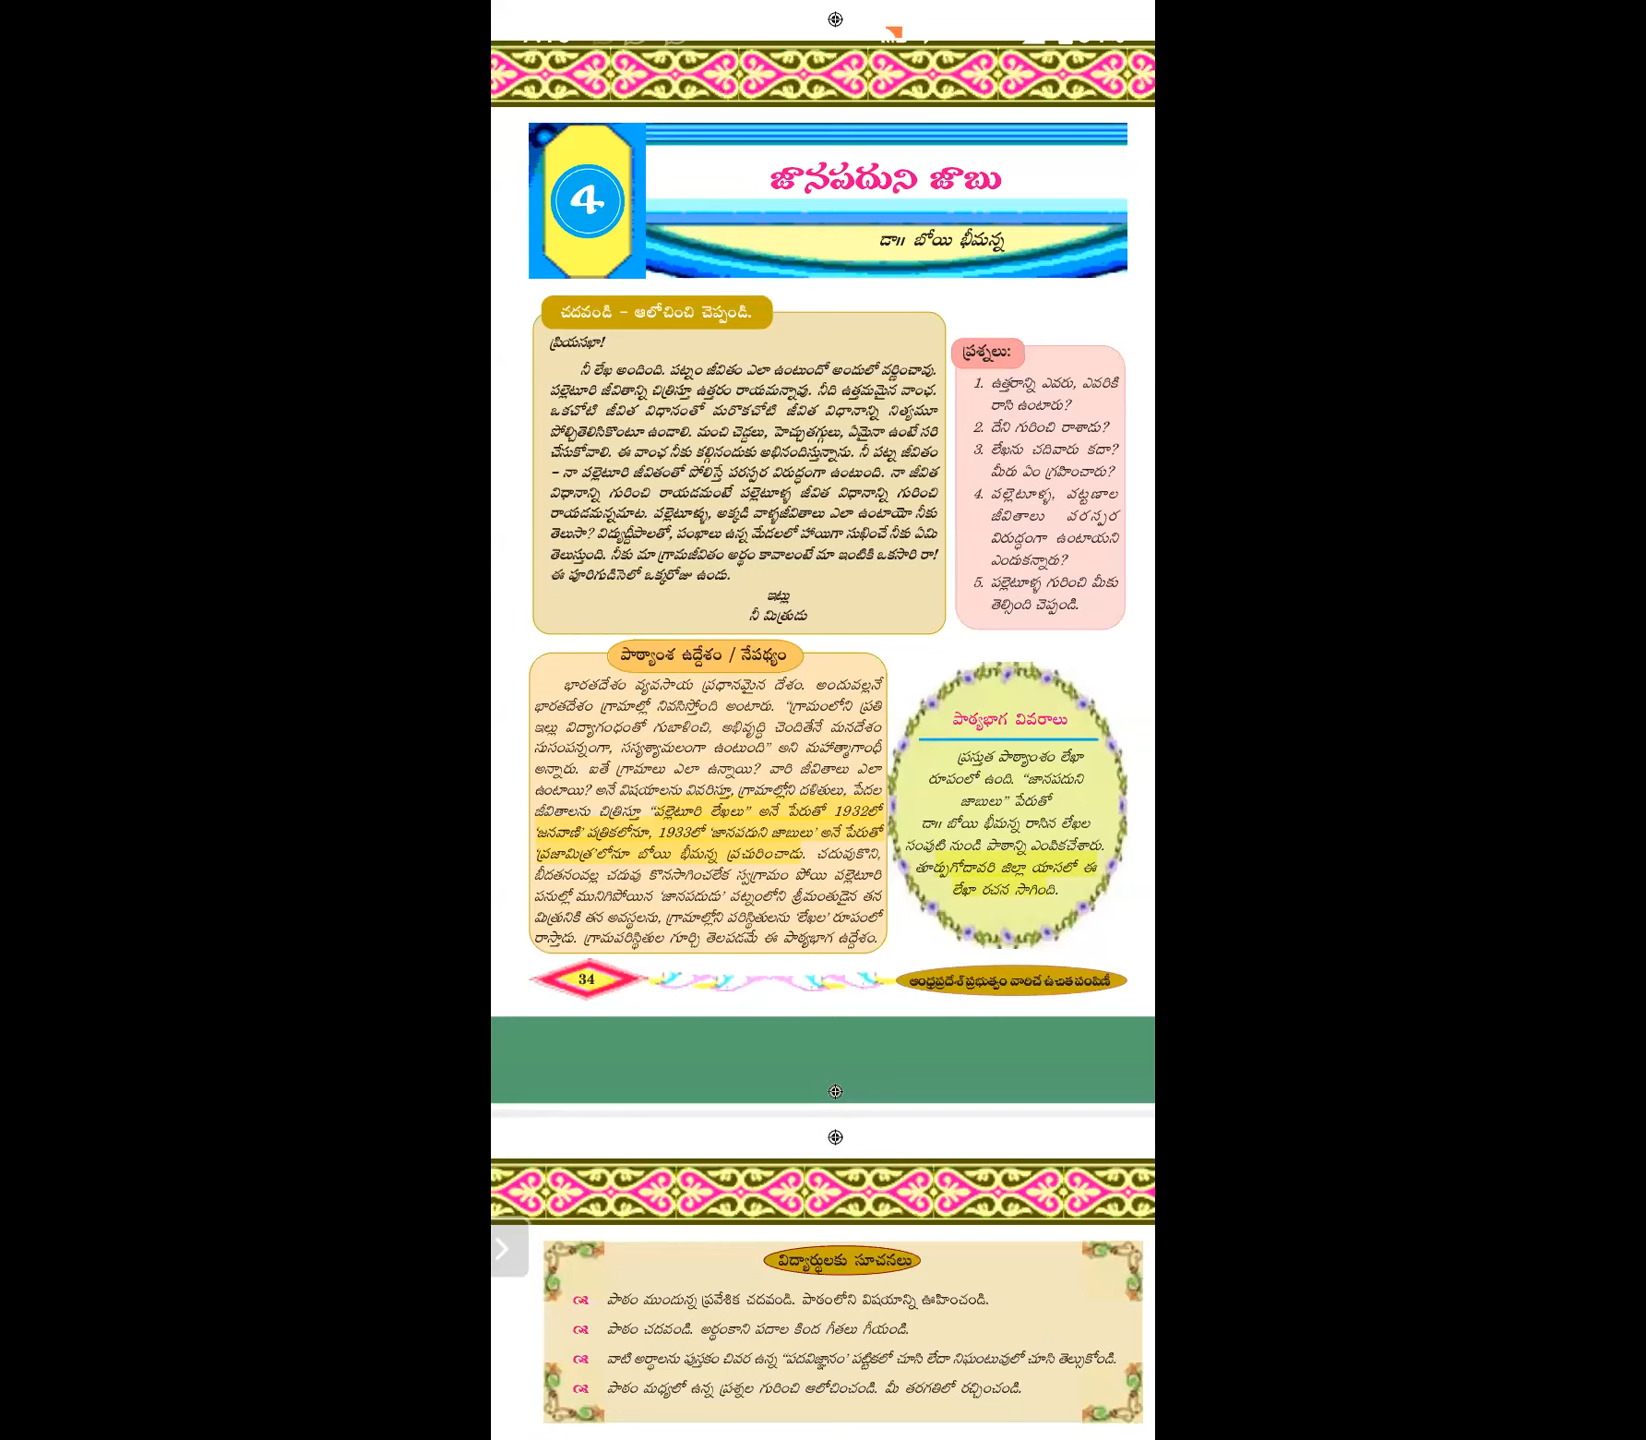 4
జానపదుని జాబు
డా॥ బోయి భీమన్న
చదవండి – ఆలోచించి చెప్పండి.
ప్రియసఖా!
నీ లేఖ అందింది. పట్నం జీవితం ఎలా ఉంటుందో అందులో వర్ణించావు.
పల్లెటూరి జీవితాన్ని చిత్రిస్తూ ఉత్తరం రాయమన్నావు. నీది ఉత్తమమైన వాంఛ.
ఒకచోటి జీవిత విధానంతో మరొకచోటి జీవిత విధానాన్ని నిత్యమూ
పోల్చితెలిసికొంటూ ఉండాలి. మంచి చెడ్డలు, హెచ్చుతగ్గులు, ఏమైనా ఉంటే సరి
చేసుకోవాలి. ఈ వాంఛ నీకు కల్గినందుకు అభినందిస్తున్నాను. నీ పట్న జీవితం
– నా పల్లెటూరి జీవితంతో పోలిస్తే పరస్పర విరుద్ధంగా ఉంటుంది. నా జీవిత
విధానాన్ని గురించి రాయడమంటే పల్లెటూళ్ళ జీవిత విధానాన్ని గురించి
రాయడమన్నమాట. పల్లెటూళ్ళు, అక్కడి వాళ్ళజీవితాలు ఎలా ఉంటాయో నీకు
తెలుసా? విద్యుద్దీపాలతో, పంఖాలు ఉన్న మేడలలో హాయిగా సుఖించే నీకు ఏమి
తెలుస్తుంది. నీకు మా గ్రామజీవితం అర్థం కావాలంటే మా ఇంటికి ఒకసారి రా!
ఈ పూరిగుడిసెలో ఒక్కరోజు ఉండు.
ఇట్లు
నీ మిత్రుడు
ప్రశ్నలు:
1. ఉత్తరాన్ని ఎవరు, ఎవరికి
రాసి ఉంటారు?
2. దేని గురించి రాశాడు?
3. లేఖను చదివారు కదా?
మీరు ఏం గ్రహించారు?
4. పల్లెటూళ్ళ, పట్టణాల
జీవితాలు పరస్పర
విరుద్ధంగా ఉంటాయని
ఎందుకన్నారు?
5. పల్లెటూళ్ళ గురించి మీకు
తెల్సింది చెప్పండి.
పాఠ్యాంశ ఉద్దేశం / నేపథ్యం
భారతదేశం వ్యవసాయ ప్రధానమైన దేశం. అందువల్లనే
భారతదేశం గ్రామాల్లో నివసిస్తోంది అంటారు. “గ్రామంలోని ప్రతి
ఇల్లు విద్యాగంధంతో గుబాళించి, అభివృద్ధి చెందితేనే మనదేశం
సుసంపన్నంగా, సస్యశ్యామలంగా ఉంటుంది” అని మహాత్మాగాంధీ
అన్నారు. ఐతే గ్రామాలు ఎలా ఉన్నాయి? వారి జీవితాలు ఎలా
ఉంటాయి? అనే విషయాలను వివరిస్తూ, గ్రామాల్లోని దళితులు, పేదల
జీవితాలను చిత్రిస్తూ “పల్లెటూరి లేఖలు” అనే పేరుతో 1932లో
‘జనవాణి’ పత్రికలోనూ, 1933లో ‘జానపదుని జాబులు’ అనే పేరుతో
‘ప్రజామిత్ర’లోనూ బోయి భీమన్న ప్రచురించాడు. చదువుకొని,
బీదతనంవల్ల చదువు కొనసాగించలేక స్వగ్రామం పోయి పల్లెటూరి
పనుల్లో మునిగిపోయిన ‘జానపదుడు’ పట్నంలోని శ్రీమంతుడైన తన
మిత్రునికి తన అవస్థలను, గ్రామాల్లోని పరిస్థితులను ‘లేఖల’ రూపంలో
రాస్తాడు. గ్రామపరిస్థితుల గూర్చి తెలపడమే ఈ పాఠ్యభాగ ఉద్దేశం.
పాఠ్యభాగ వివరాలు
ప్రస్తుత పాఠ్యాంశం లేఖా
రూపంలో ఉంది. “జానపదుని
జాబులు” పేరుతో
డా॥ బోయి భీమన్న రాసిన లేఖల
సంపుటి నుండి పాఠాన్ని ఎంపికచేశారు.
తూర్పుగోదావరి జిల్లా యాసలో ఈ
లేఖా రచన సాగింది.
34
ఆంధ్రప్రదేశ్ ప్రభుత్వం వారిచే ఉచిత పంపిణీ
విద్యార్థులకు సూచనలు
పాఠం ముందున్న ప్రవేశిక చదవండి. పాఠంలోని విషయాన్ని ఊహించండి.
పాఠం చదవండి. అర్థంకాని పదాల కింద గీతలు గీయండి.
వాటి అర్థాలను పుస్తకం చివర ఉన్న “పదవిజ్ఞానం’ పట్టికలో చూసి లేదా నిఘంటువులో చూసి తెల్సుకోండి.
పాఠం మధ్యలో ఉన్న ప్రశ్నల గురించి ఆలోచించండి. మీ తరగతిలో రచ్చించండి.